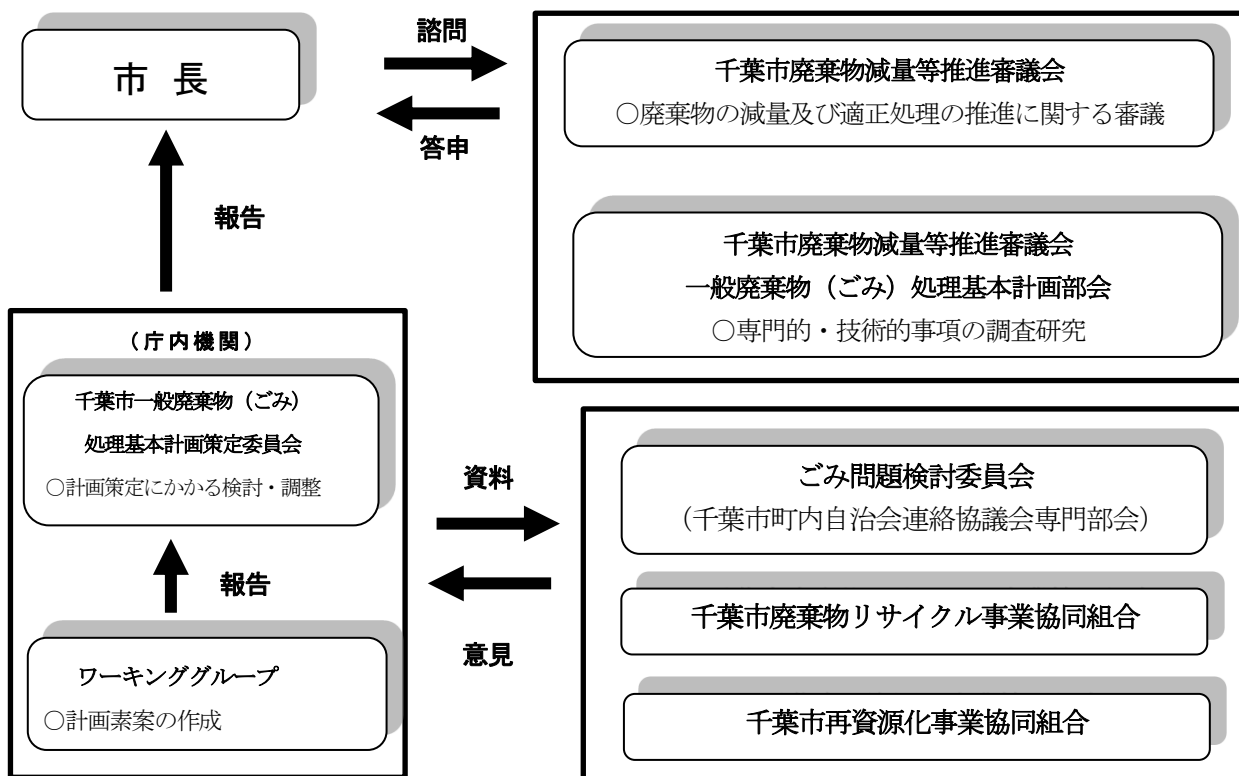 市 長
諮問
答申
千葉市廃棄物減量等推進審議会
○廃棄物の減量及び適正処理の推進に関する審議
千葉市廃棄物減量等推進審議会
一般廃棄物（ごみ）処理基本計画部会
○専門的・技術的事項の調査研究
報告
（庁内機関）
千葉市一般廃棄物（ごみ）
処理基本計画策定委員会
○計画策定にかかる検討・調整
報告
ワーキンググループ
○計画素案の作成
資料
意見
ごみ問題検討委員会
（千葉市町内自治会連絡協議会専門部会）
千葉市廃棄物リサイクル事業協同組合
千葉市再資源化事業協同組合